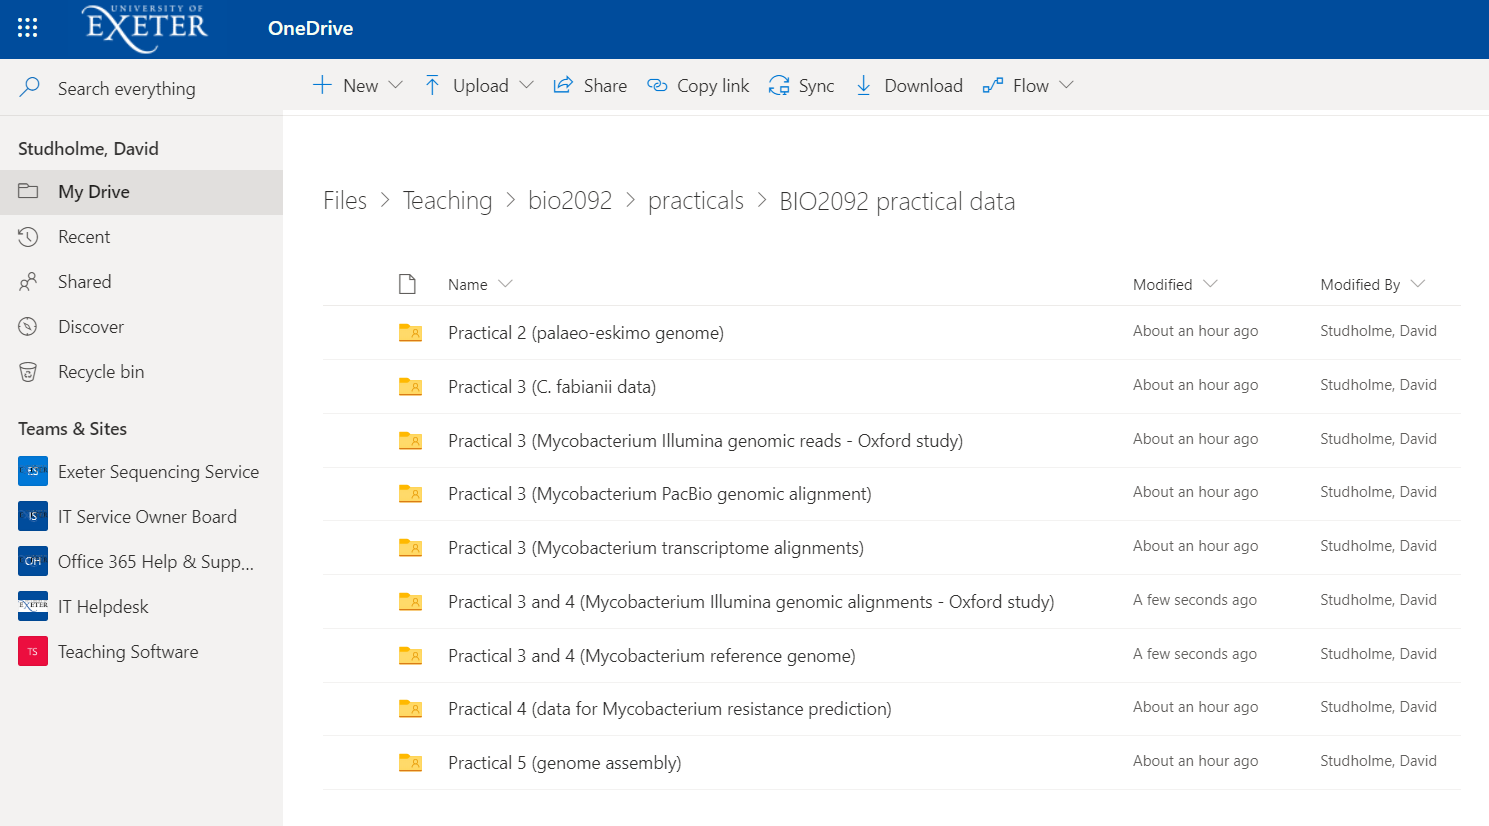 UNIVERSITY OF
EXETER
OneDrive
Search everything
New
Upload
Share
Copy link
Sync
Download
Flow
Studholme, David
My Drive
Recent
Shared
Discover
Recycle bin
Teams & Sites
Exeter Sequencing Service
IS IT Service Owner Board
OH Office 365 Help & Supp...
EXETER IT Helpdesk
TS Teaching Software
Files > Teaching > bio2092 > practicals > BIO2092 practical data
Name Modified Modified By
Practical 2 (palaeo-eskimo genome) About an hour ago Studholme, David
Practical 3 (C. fabianii data) About an hour ago Studholme, David
Practical 3 (Mycobacterium Illumina genomic reads - Oxford study) About an hour ago Studholme, David
Practical 3 (Mycobacterium PacBio genomic alignment) About an hour ago Studholme, David
Practical 3 (Mycobacterium transcriptome alignments) About an hour ago Studholme, David
Practical 3 and 4 (Mycobacterium Illumina genomic alignments - Oxford study) A few seconds ago Studholme, David
Practical 3 and 4 (Mycobacterium reference genome) A few seconds ago Studholme, David
Practical 4 (data for Mycobacterium resistance prediction) About an hour ago Studholme, David
Practical 5 (genome assembly) About an hour ago Studholme, David